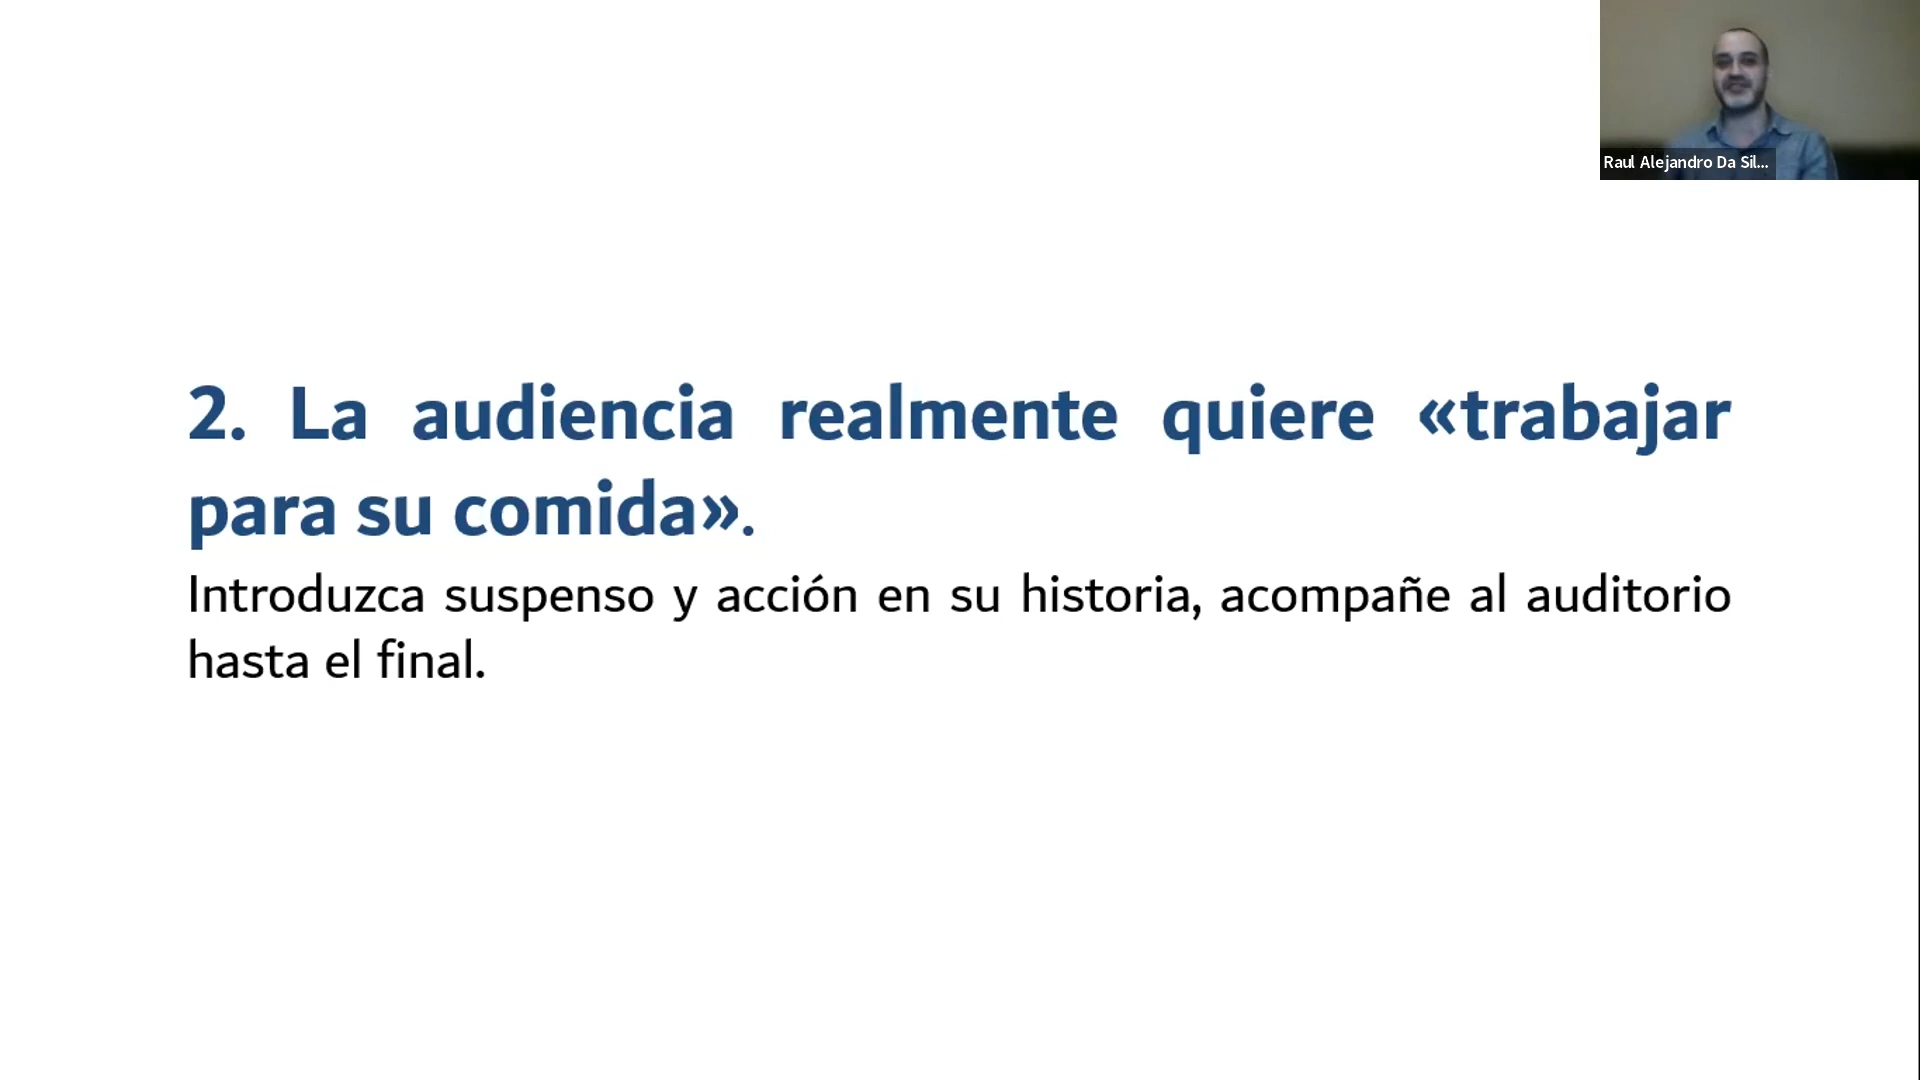 Raul Alejandro Da Sil...
2. La audiencia realmente quiere «trabajar
para su comida».
Introduzca suspenso y acción en su historia, acompañe al auditorio
hasta el final.